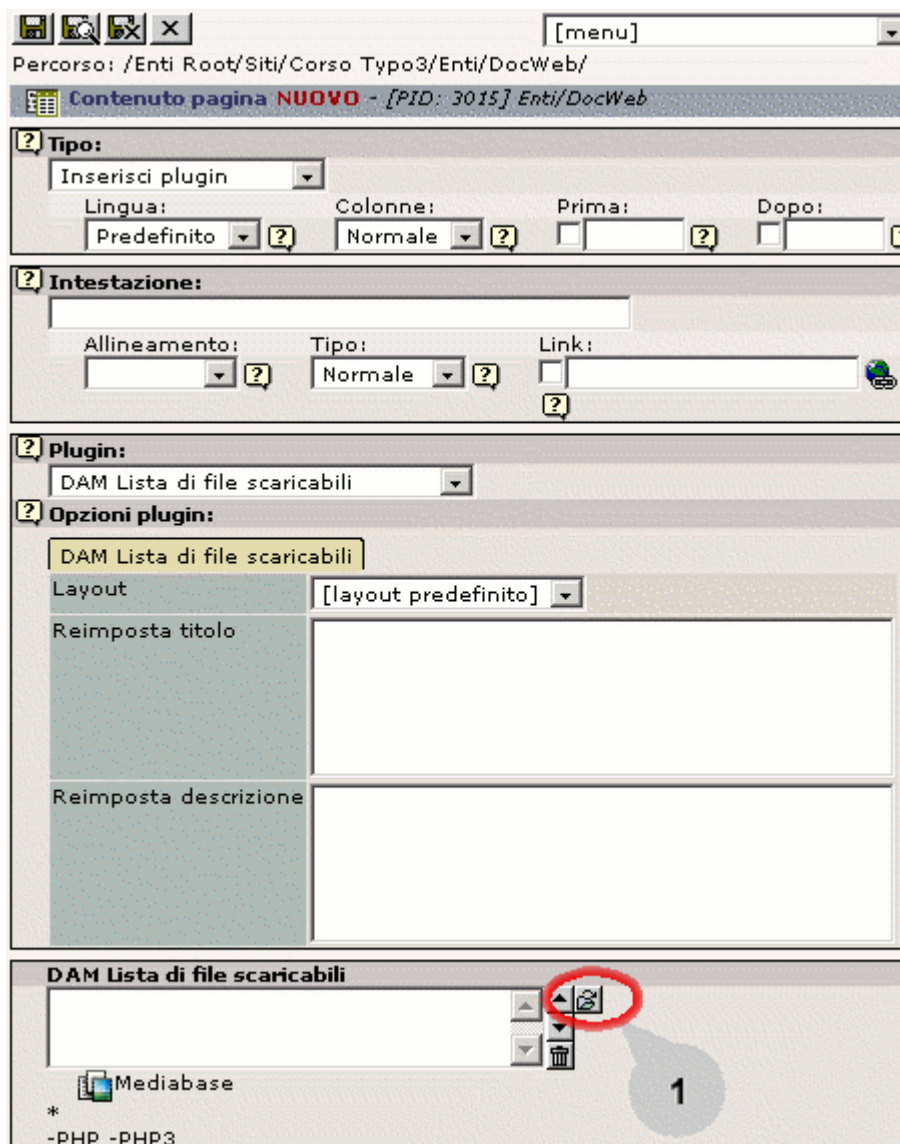 [menu]
Percorso: /Enti Root/Siti/Corso Typo3/Enti/DocWeb/
Contenuto pagina NUOVO - [PID: 3015] Enti/DocWeb
? Tipo:
Inserisci plugin
Lingua: Colonne: Prima: Dopo:
Predefinito ? Normale ? ? ?
? Intestazione:
Allineamento: Tipo: Link:
? Normale ?
?
? Plugin:
DAM Lista di file scaricabili
? Opzioni plugin:
DAM Lista di file scaricabili
Layout [layout predefinito]
Reimposta titolo
Reimposta descrizione
DAM Lista di file scaricabili
Mediabase
1
*
-PHP -PHP3